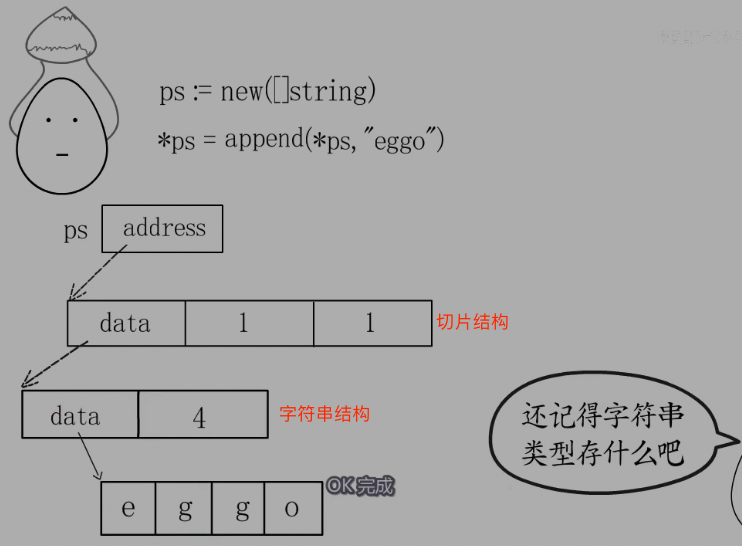 ps := new([]string)
*ps = append(*ps,"eggo")
ps address
data 1 1 切片结构
data 4 字符串结构
还记得字符串
类型存什么吧
e g g o OK 完成